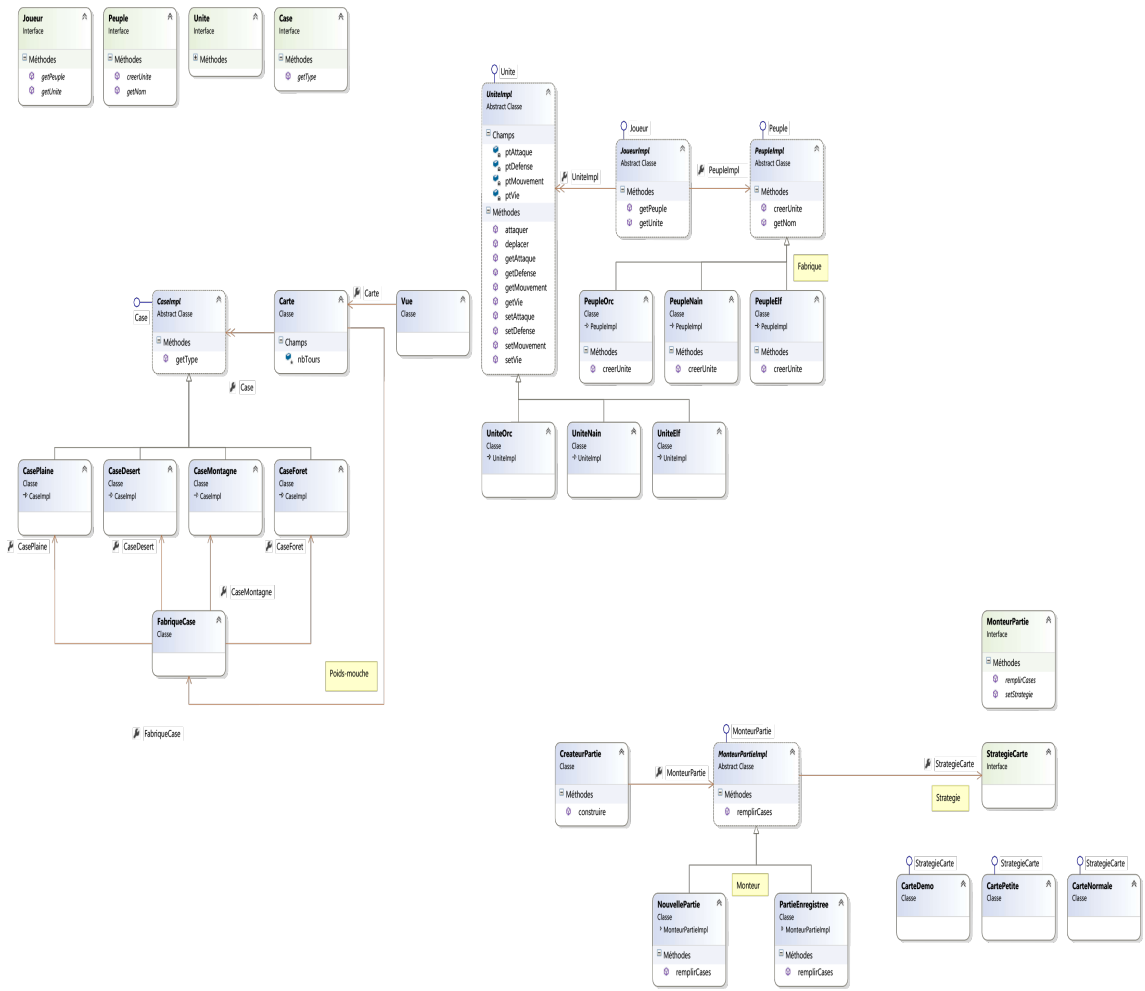 Joueur
Interface
Méthodes
getPeuple
getUnite
Peuple
Interface
Méthodes
creerUnite
getNom
Unite
Interface
Méthodes
Case
Interface
Méthodes
getType
Unite
UniteImpl
Abstract Classe
Champs
ptAttaque
ptDefense
ptMouvement
ptVie
Méthodes
attaquer
deplacer
getAttaque
getDefense
getMouvement
getVie
setAttaque
setDefense
setMouvement
setVie
UniteImpl
Joueur
JoueurImpl
Abstract Classe
Méthodes
getPeuple
getUnite
PeupleImpl
Peuple
PeupleImpl
Abstract Classe
Méthodes
creerUnite
getNom
Fabrique
PeupleOrc
Classe
PeupleImpl
Méthodes
creerUnite
PeupleNain
Classe
PeupleImpl
Méthodes
creerUnite
PeupleElf
Classe
PeupleImpl
Méthodes
creerUnite
Case
CaseImpl
Abstract Classe
Méthodes
getType
Case
Carte
Classe
Champs
nbTours
Carte
Vue
Classe
UniteOrc
Classe
UniteImpl
UniteNain
Classe
UniteImpl
UniteElf
Classe
UniteImpl
CasePlaine
Classe
CaseImpl
CaseDesert
Classe
CaseImpl
CaseMontagne
Classe
CaseImpl
CaseForet
Classe
CaseImpl
CasePlaine
CaseDesert
CaseForet
CaseMontagne
FabriqueCase
Classe
Poids-mouche
FabriqueCase
MonteurPartie
Interface
Méthodes
remplirCases
setStrategie
CreateurPartie
Classe
Méthodes
construire
MonteurPartie
MonteurPartie
MonteurPartieImpl
Abstract Classe
Méthodes
remplirCases
StrategieCarte
Strategie
StrategieCarte
Interface
Monteur
NouvellePartie
Classe
MonteurPartieImpl
Méthodes
remplirCases
PartieEnregistree
Classe
MonteurPartieImpl
Méthodes
remplirCases
StrategieCarte
CarteDemo
Classe
StrategieCarte
CartePetite
Classe
StrategieCarte
CarteNormale
Classe